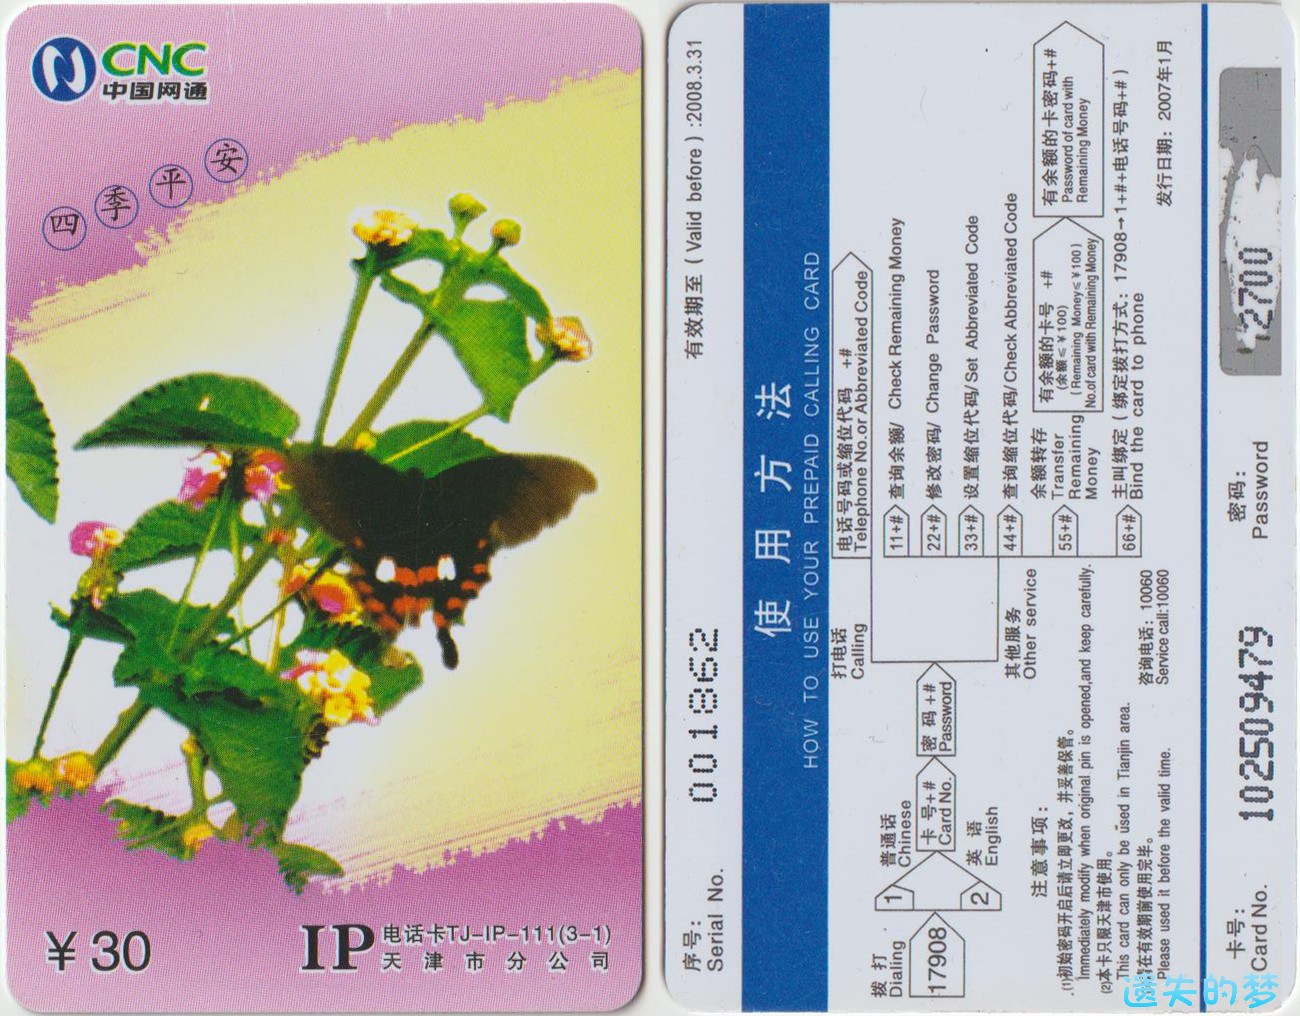 CNC
中国网通
四季平安
¥30
IP
电话卡TJ-IP-111(3-1)
天津市分公司
有效期至 ( Valid before ) :2008.3.31
序号:
Serial No.
001862
使用方法
HOW TO USE YOUR PREPAID CALLING CARD
拨打
Dialing
17908
1
普通话
Chinese
2
英语
English
卡号+#
Card No.
密码+#
Password
打电话
Calling
电话号码或缩位代码 +#
Telephone No.or Abbreviated Code
其他服务
Other service
11+#
查询余额/ Check Remaining Money
22+#
修改密码/ Change Password
33+#
设置缩位代码/Set Abbreviated Code
44+#
查询缩位代码/Check Abbreviated Code
55+#
余额转存
Transfer
Remaining
Money
有余额的卡号 +#
(余额≤¥100)
( Remaining Money≤¥100)
No.of card with Remaining Money
有余额的卡密码+#
Password of card with
Remaining Money
66+#
主叫绑定 ( 绑定拨打方式: 17908→1+#+电话号码+# )
Bind the card to phone
注意事项:
(1)初始密码开启后请立即更改,并妥善保管。
Immediately modify when original pin is opened,and keep carefully.
(2)本卡只限天津市使用。
This card can only be used in Tianjin area.
请在有效期前使用完毕。
Please used it before the valid time.
咨询电话: 10060
Service call:10060
发行日期: 2007年1月
卡号:
Card No.
102509479
密码:
Password
2700
遗失的梦